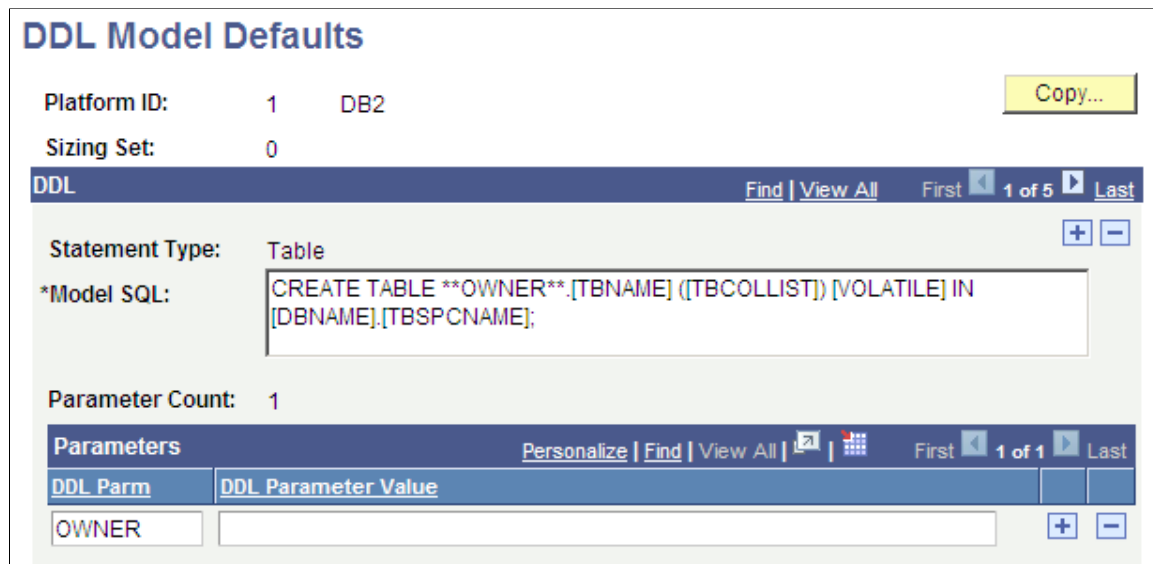 DDL Model Defaults
Platform ID: 1 DB2 Copy...
Sizing Set: 0
DDL Find | View All First 1 of 5 Last
Statement Type: Table
*Model SQL: CREATE TABLE **OWNER**.[TBNAME] ([TBCOLLIST]) [VOLATILE] IN
[DBNAME].[TBSPCNAME];
Parameter Count: 1
Parameters Personalize | Find | View All | | First 1 of 1 Last
DDL Parm DDL Parameter Value
OWNER